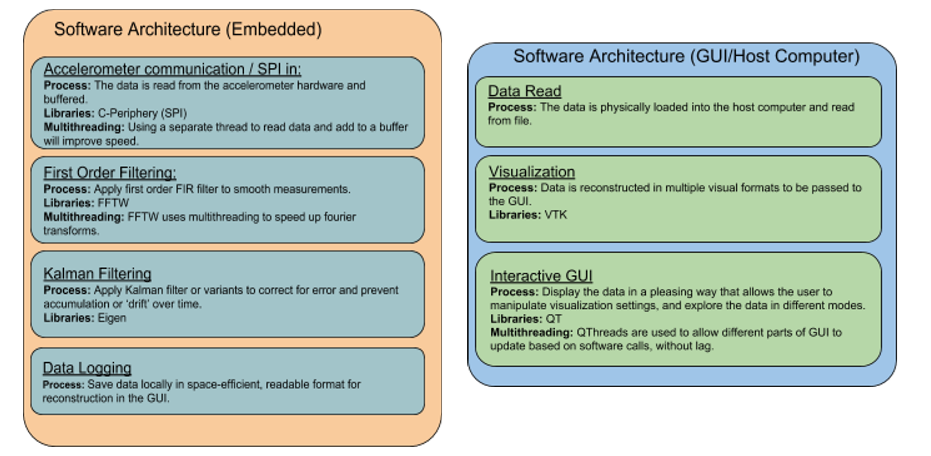 Software Architecture (Embedded)
Accelerometer communication / SPI in:
Process: The data is read from the accelerometer hardware and
buffered.
Libraries: C-Periphery (SPI)
Multithreading: Using a separate thread to read data and add to a buffer
will improve speed.
First Order Filtering:
Process: Apply first order FIR filter to smooth measurements.
Libraries: FFTW
Multithreading: FFTW uses multithreading to speed up fourier
transforms.
Kalman Filtering
Process: Apply Kalman filter or variants to correct for error and prevent
accumulation or ‘drift’ over time.
Libraries: Eigen
Data Logging
Process: Save data locally in space-efficient, readable format for
reconstruction in the GUI.
Software Architecture (GUI/Host Computer)
Data Read
Process: The data is physically loaded into the host computer and read
from file.
Visualization
Process: Data is reconstructed in multiple visual formats to be passed to
the GUI.
Libraries: VTK
Interactive GUI
Process: Display the data in a pleasing way that allows the user to
manipulate visualization settings, and explore the data in different modes.
Libraries: QT
Multithreading: QThreads are used to allow different parts of GUI to
update based on software calls, without lag.